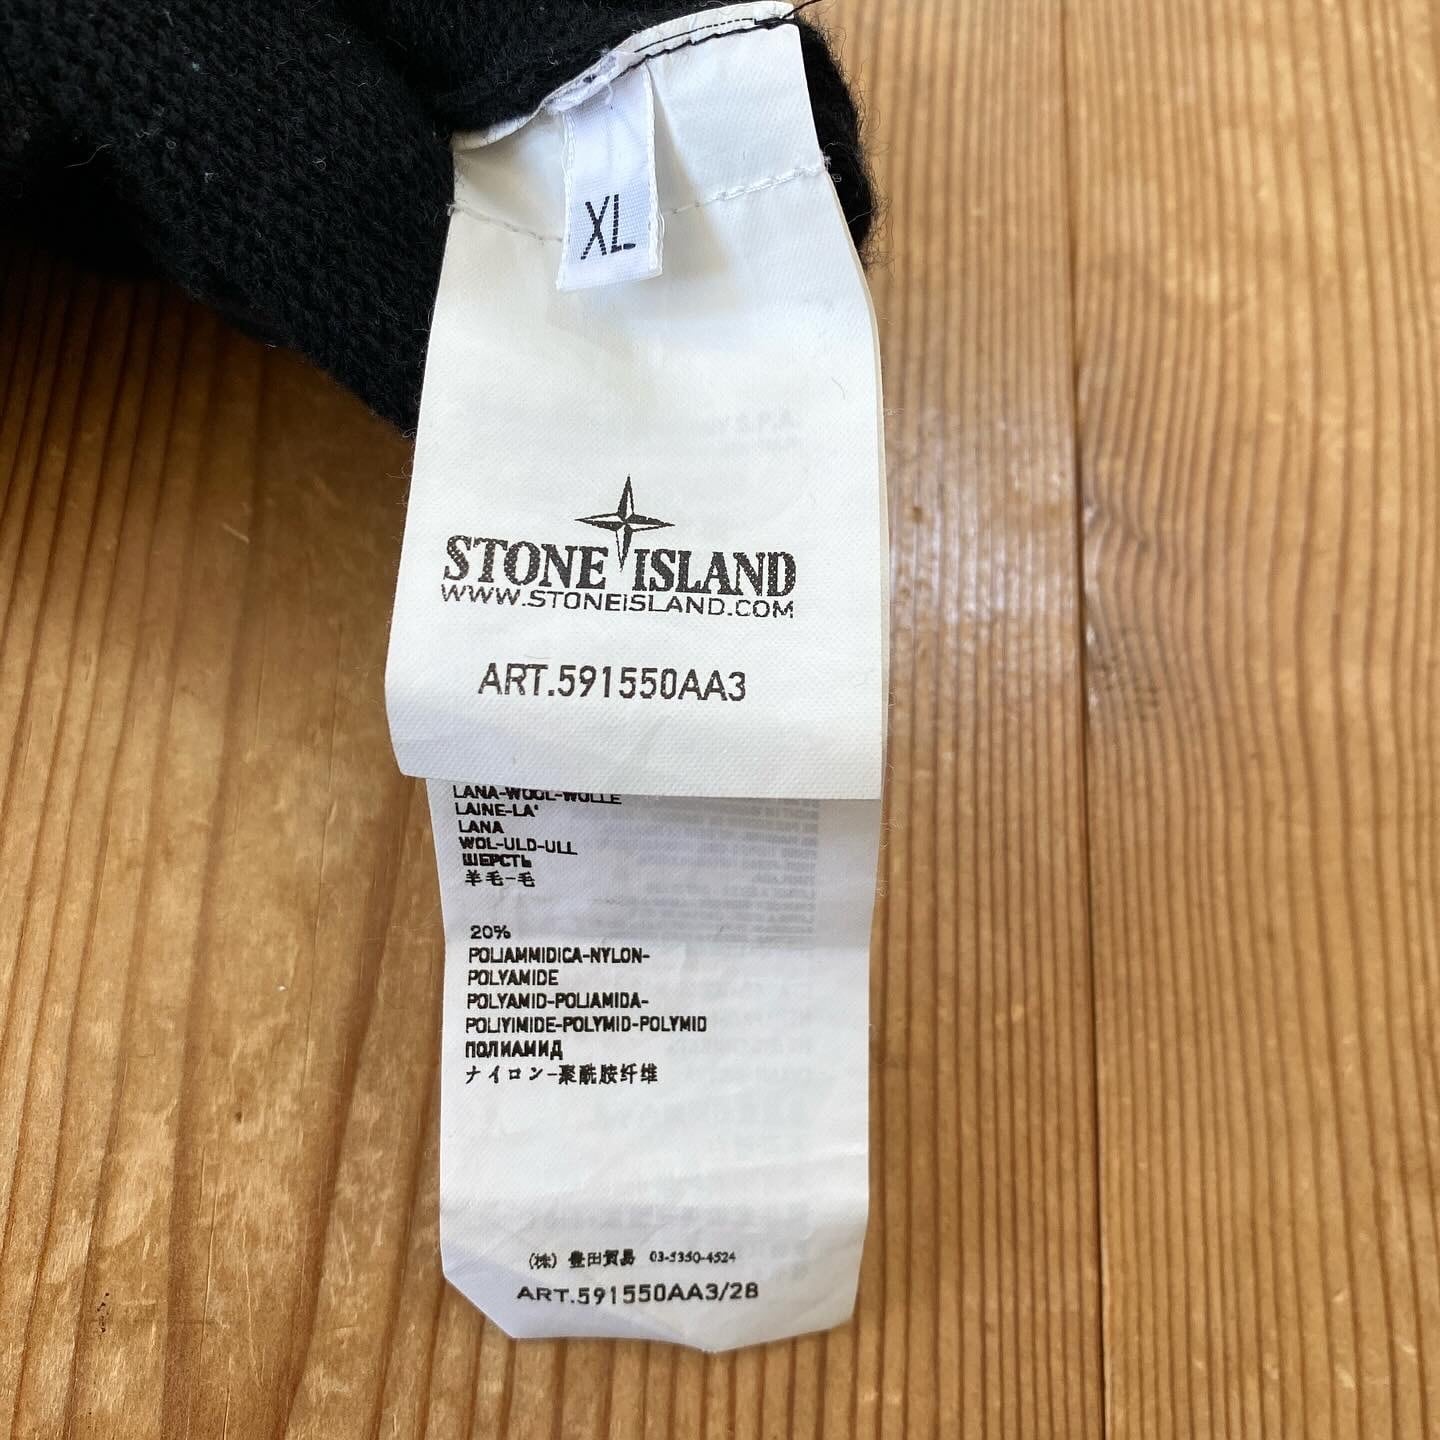 XL
STONE ISLAND
WWW.STONEISLAND.COM
ART.591550AA3
LANA-WOOL-WOLLE
LAINE-LA'
LANA
WOL-ULD-ULL
ШЕРСТЬ
羊毛-毛
20%
POLIAMMIDICA-NYLON-
POLYAMIDE
POLYAMID-POLIAMIDA-
POLIYIMIDE-POLYMID-POLYMID
ПОЛИАМИД
ナイロン-聚酰胺纤维
(株) 豊田貿易 03-5350-4524
ART.591550AA3/28